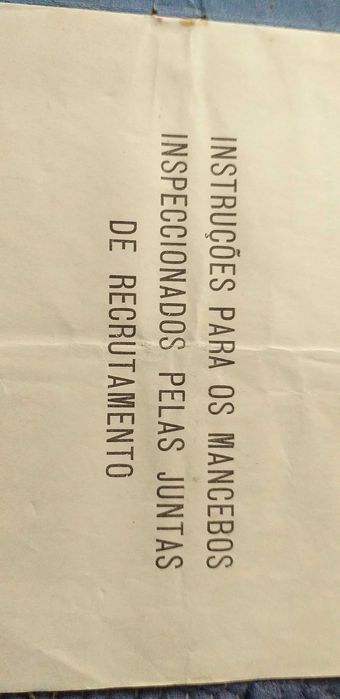 INSTRUÇÕES PARA OS MANCEBOS
INSPECCIONADOS PELAS JUNTAS
DE RECRUTAMENTO